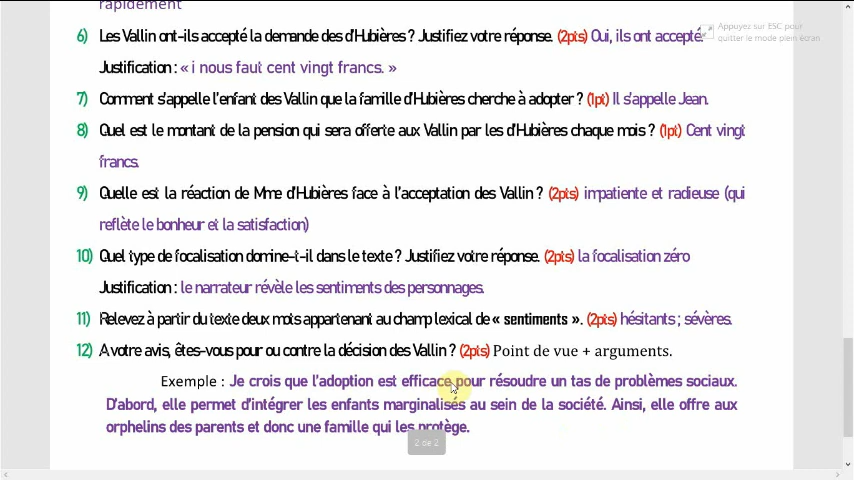 rapidement
6) Les Vallin ont-ils accepté la demande des d'Hubières ? Justifiez votre réponse. (2pts) Oui, ils ont accepté.
Appuyez sur ESC pour
quitter le mode plein écran
Justification : « i nous faut cent vingt francs. »
7) Comment s'appelle l'enfant des Vallin que la famille d'Hubières cherche à adopter ? (1pt) Il s'appelle Jean.
8) Quel est le montant de la pension qui sera offerte aux Vallin par les d'Hubières chaque mois ? (1pt) Cent vingt
francs.
9) Quelle est la réaction de Mme d'Hubières face à l'acceptation des Vallin ? (2pts) impatiente et radieuse (qui
reflète le bonheur et la satisfaction)
10) Quel type de focalisation domine-t-il dans le texte ? Justifiez votre réponse. (2pts) la focalisation zéro
Justification : le narrateur révèle les sentiments des personnages.
11) Relevez à partir du texte deux mots appartenant au champ lexical de « sentiments ». (2pts) hésitants ; sévères.
12) A votre avis, êtes-vous pour ou contre la décision des Vallin ? (2pts) Point de vue + arguments.
Exemple : Je crois que l'adoption est efficace pour résoudre un tas de problèmes sociaux.
D'abord, elle permet d'intégrer les enfants marginalisés au sein de la société. Ainsi, elle offre aux
orphelins des parents et donc une famille qui les protège.
2 de 2